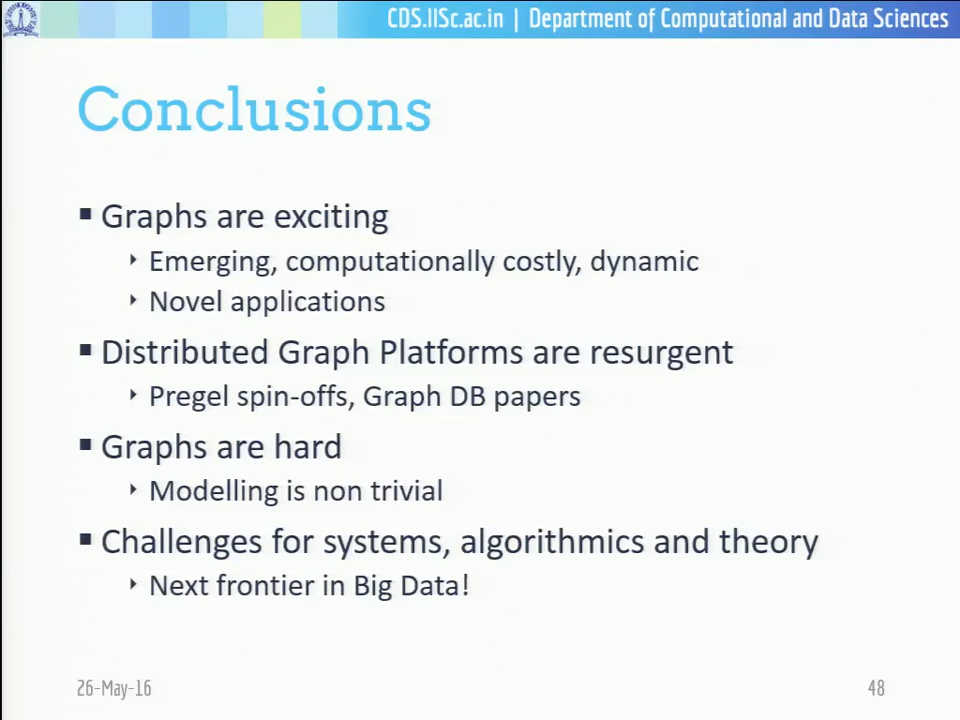 CDS.IISc.ac.in | Department of Computational and Data Sciences
Conclusions
▪ Graphs are exciting
‣ Emerging, computationally costly, dynamic
‣ Novel applications
▪ Distributed Graph Platforms are resurgent
‣ Pregel spin-offs, Graph DB papers
▪ Graphs are hard
‣ Modelling is non trivial
▪ Challenges for systems, algorithmics and theory
‣ Next frontier in Big Data!
26-May-16
48